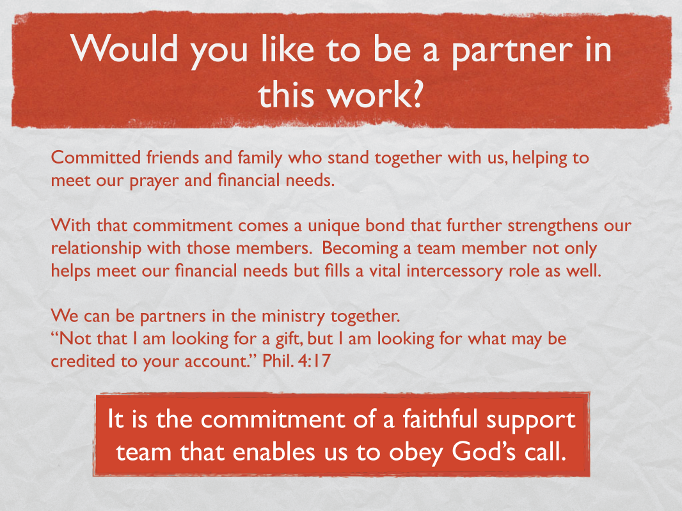 Would you like to be a partner in
this work?
Committed friends and family who stand together with us, helping to
meet our prayer and financial needs.
With that commitment comes a unique bond that further strengthens our
relationship with those members.  Becoming a team member not only
helps meet our financial needs but fills a vital intercessory role as well.
We can be partners in the ministry together.
“Not that I am looking for a gift, but I am looking for what may be
credited to your account.” Phil. 4:17
It is the commitment of a faithful support
team that enables us to obey God’s call.